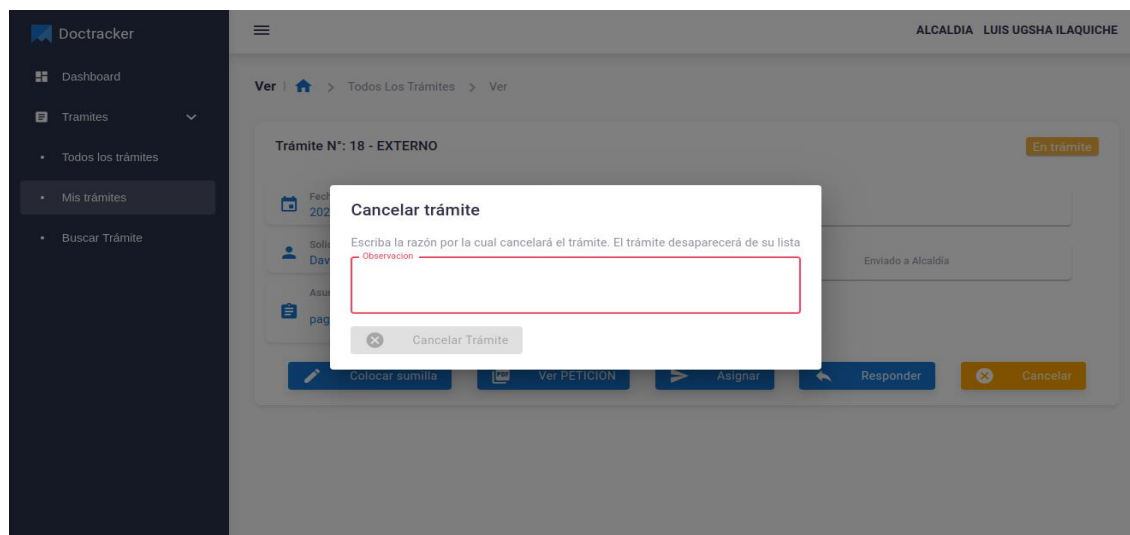 Doctracker
ALCALDIA LUIS UGSHA ILAQUICHE
Dashboard
Tramites
Todos los trámites
Mis trámites
Buscar Trámite
Ver | > Todos Los Trámites > Ver
Trámite N°: 18 - EXTERNO
En trámite
Cancelar trámite
Escriba la razón por la cual cancelará el trámite. El trámite desaparecerá de su lista
Observacion
Enviado a Alcaldía
Cancelar Trámite
Colocar sumilla
Ver PETICION
Asignar
Responder
Cancelar